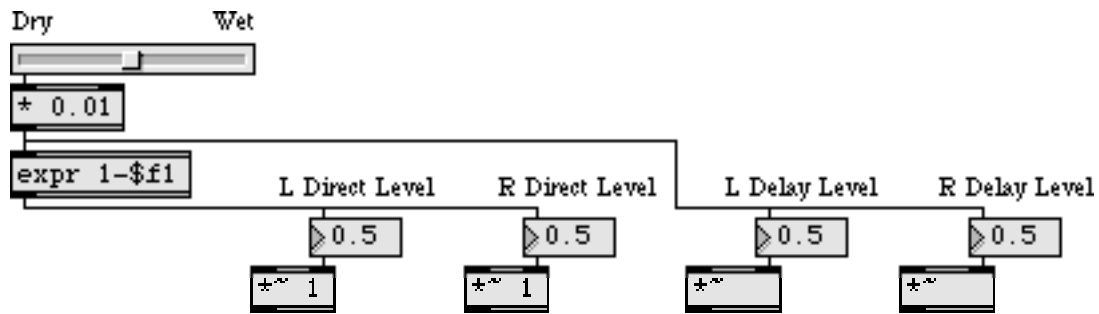 Dry Wet
* 0.01
expr 1-$f1
L Direct Level R Direct Level L Delay Level R Delay Level
0.5 0.5 0.5 0.5
*~ 1 *~ 1 *~ *~